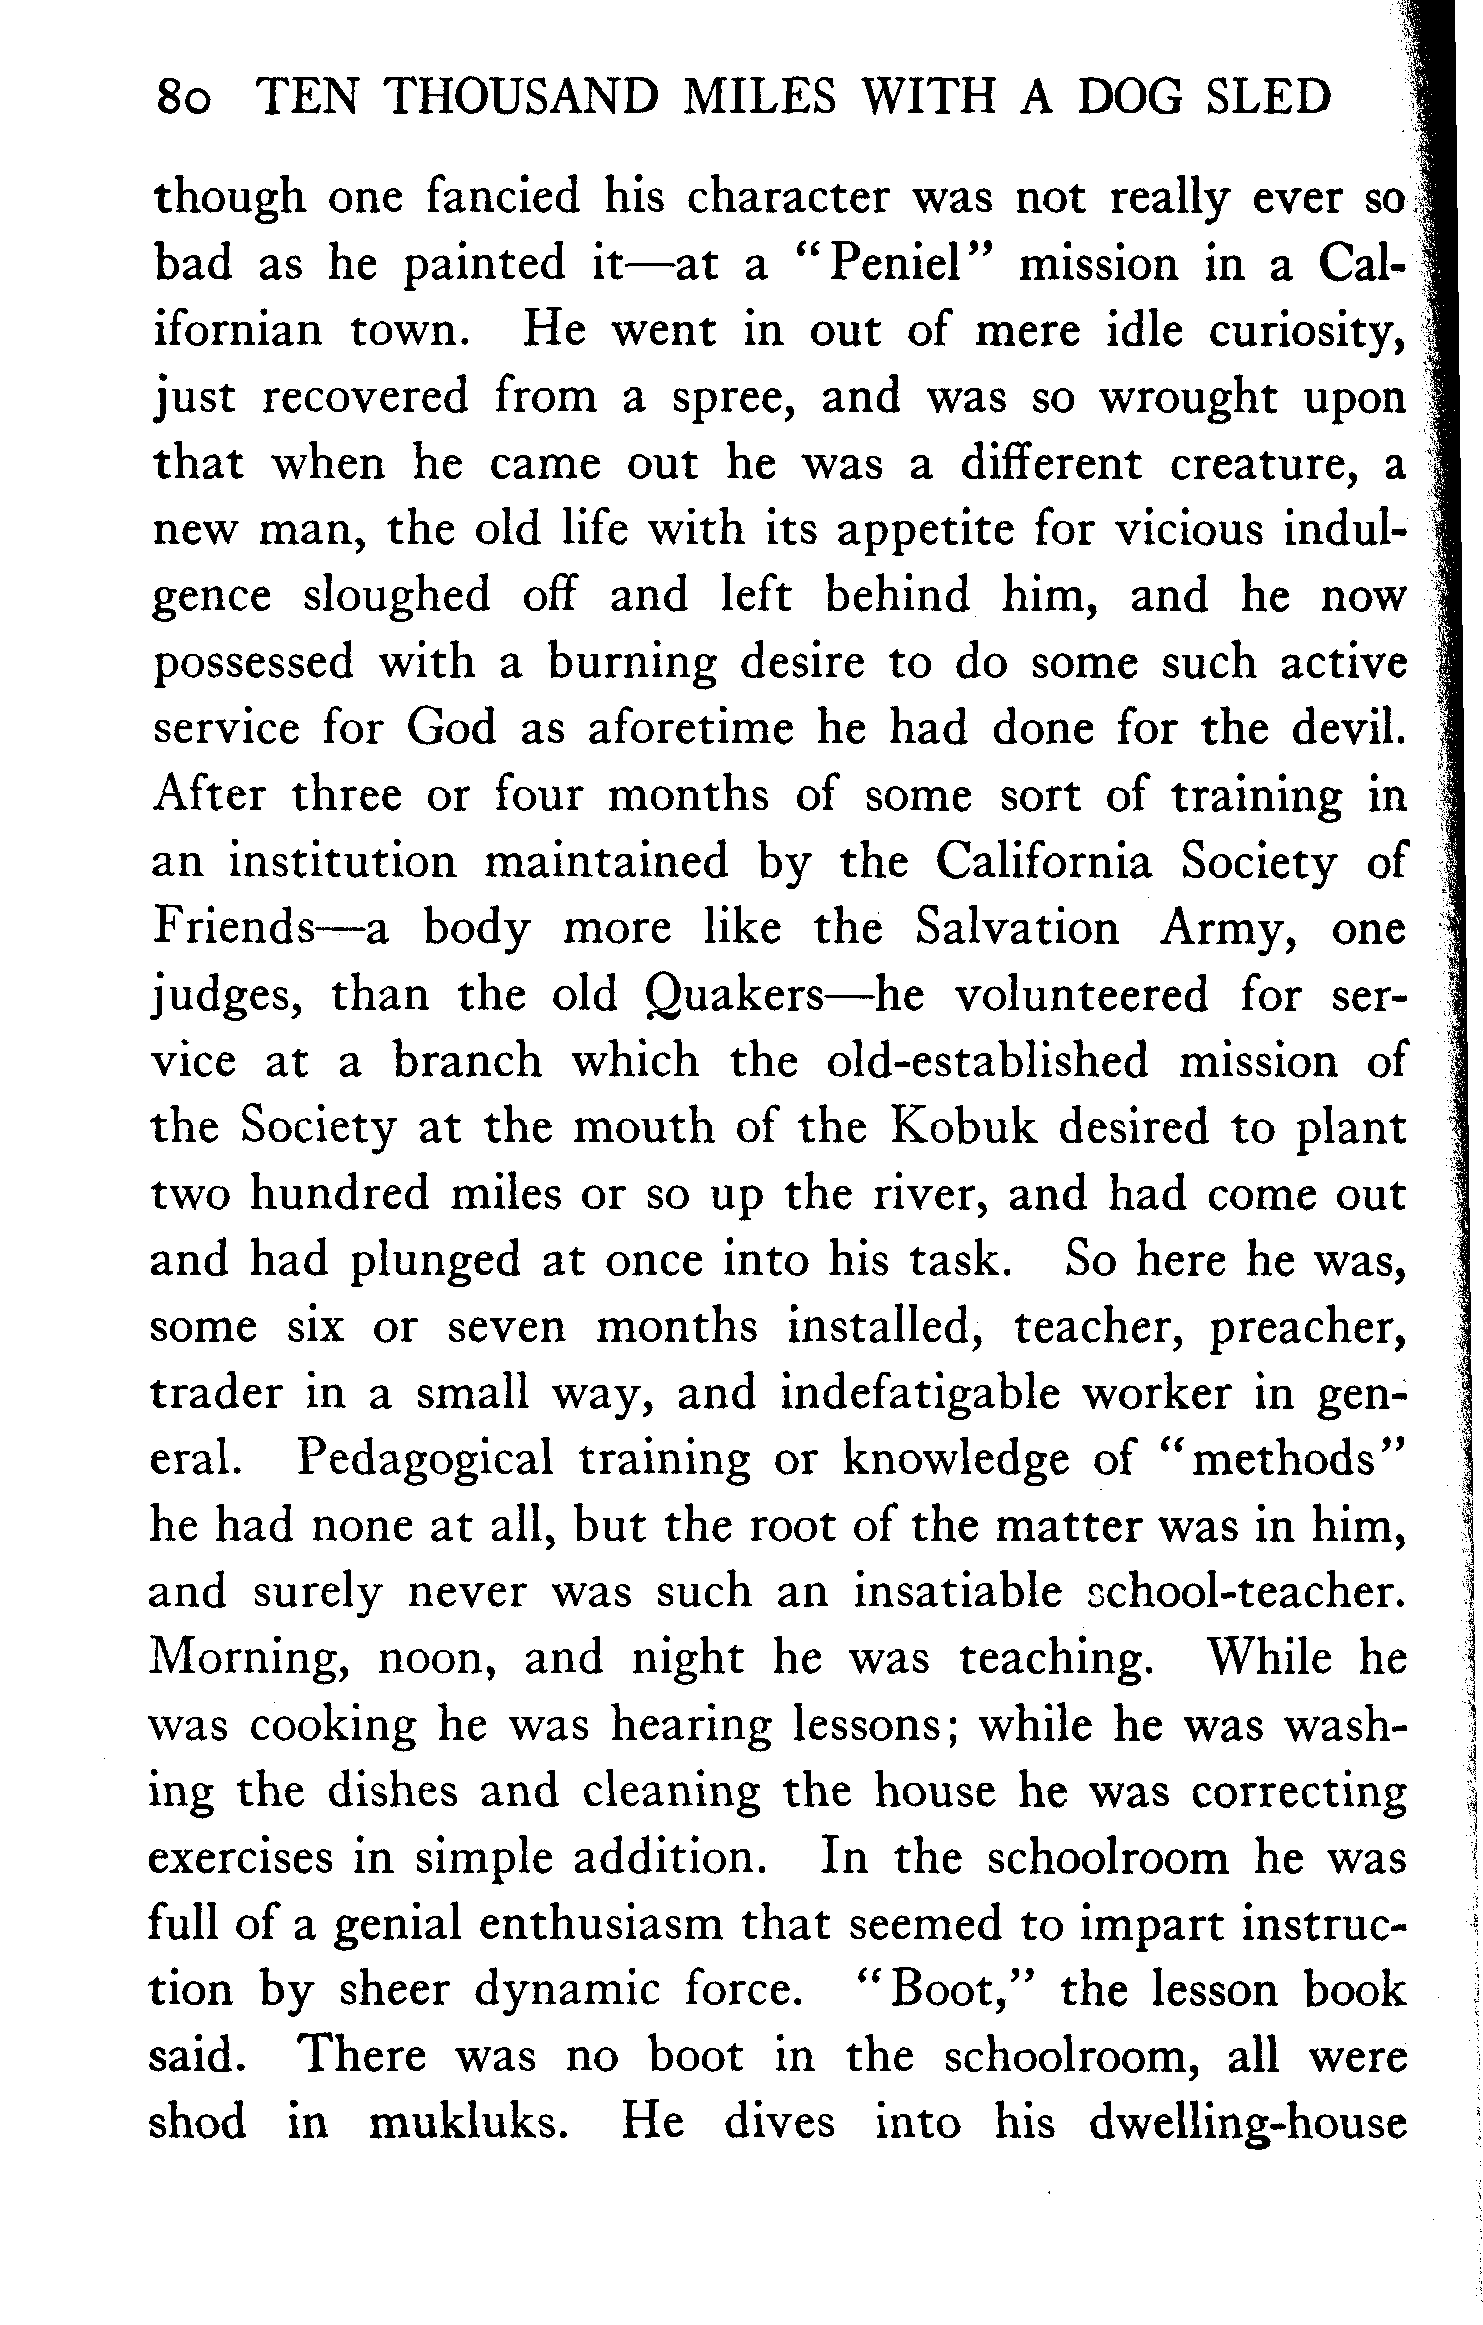 80 TEN THOUSAND MILES WITH A DOG SLED
though one fancied his character was not really ever so
bad as he painted it—at a "Peniel" mission in a Cal-
ifornian town. He went in out of mere idle curiosity,
just recovered from a spree, and was so wrought upon
that when he came out he was a different creature, a
new man, the old life with its appetite for vicious indul-
gence sloughed off and left behind him, and he now
possessed with a burning desire to do some such active
service for God as aforetime he had done for the devil.
After three or four months of some sort of training in
an institution maintained by the California Society of
Friends—a body more like the Salvation Army, one
judges, than the old Quakers—he volunteered for ser-
vice at a branch which the old-established mission of
the Society at the mouth of the Kobuk desired to plant
two hundred miles or so up the river, and had come out
and had plunged at once into his task. So here he was,
some six or seven months installed, teacher, preacher,
trader in a small way, and indefatigable worker in gen-
eral. Pedagogical training or knowledge of "methods"
he had none at all, but the root of the matter was in him,
and surely never was such an insatiable school-teacher.
Morning, noon, and night he was teaching. While he
was cooking he was hearing lessons; while he was wash-
ing the dishes and cleaning the house he was correcting
exercises in simple addition. In the schoolroom he was
full of a genial enthusiasm that seemed to impart instruc-
tion by sheer dynamic force. "Boot," the lesson book
said. There was no boot in the schoolroom, all were
shod in mukluks. He dives into his dwelling-house